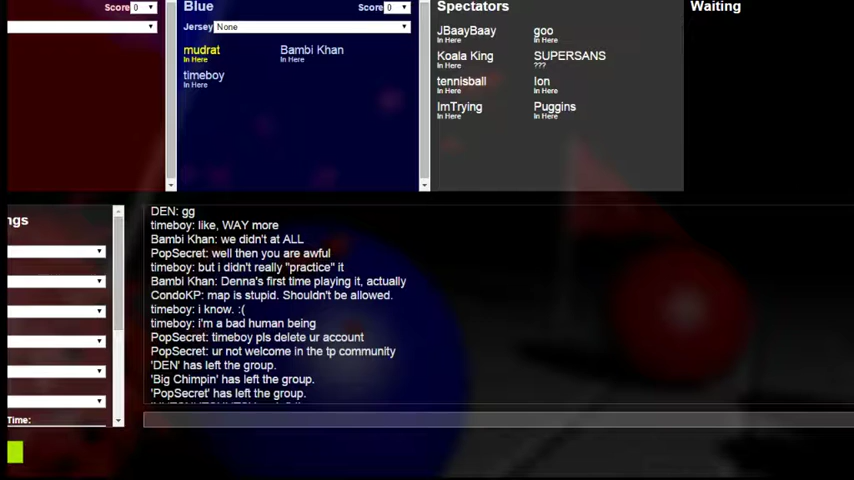 Score 0
Blue
Score 0
Jersey None
mudrat
In Here
Bambi Khan
In Here
timeboy
In Here
Spectators
JBaayBaay
In Here
goo
In Here
Koala King
In Here
SUPERSANS
???
tennisball
In Here
Ion
In Here
ImTrying
In Here
Puggins
In Here
Waiting
ngs
Time:
DEN: gg
timeboy: like, WAY more
Bambi Khan: we didn't at ALL
PopSecret: well then you are awful
timeboy: but i didn't really "practice" it
Bambi Khan: Denna's first time playing it, actually
CondoKP: map is stupid. Shouldn't be allowed.
timeboy: i know. :(
timeboy: i'm a bad human being
PopSecret: timeboy pls delete ur account
PopSecret: ur not welcome in the tp community
'DEN' has left the group.
'Big Chimpin' has left the group.
'PopSecret' has left the group.